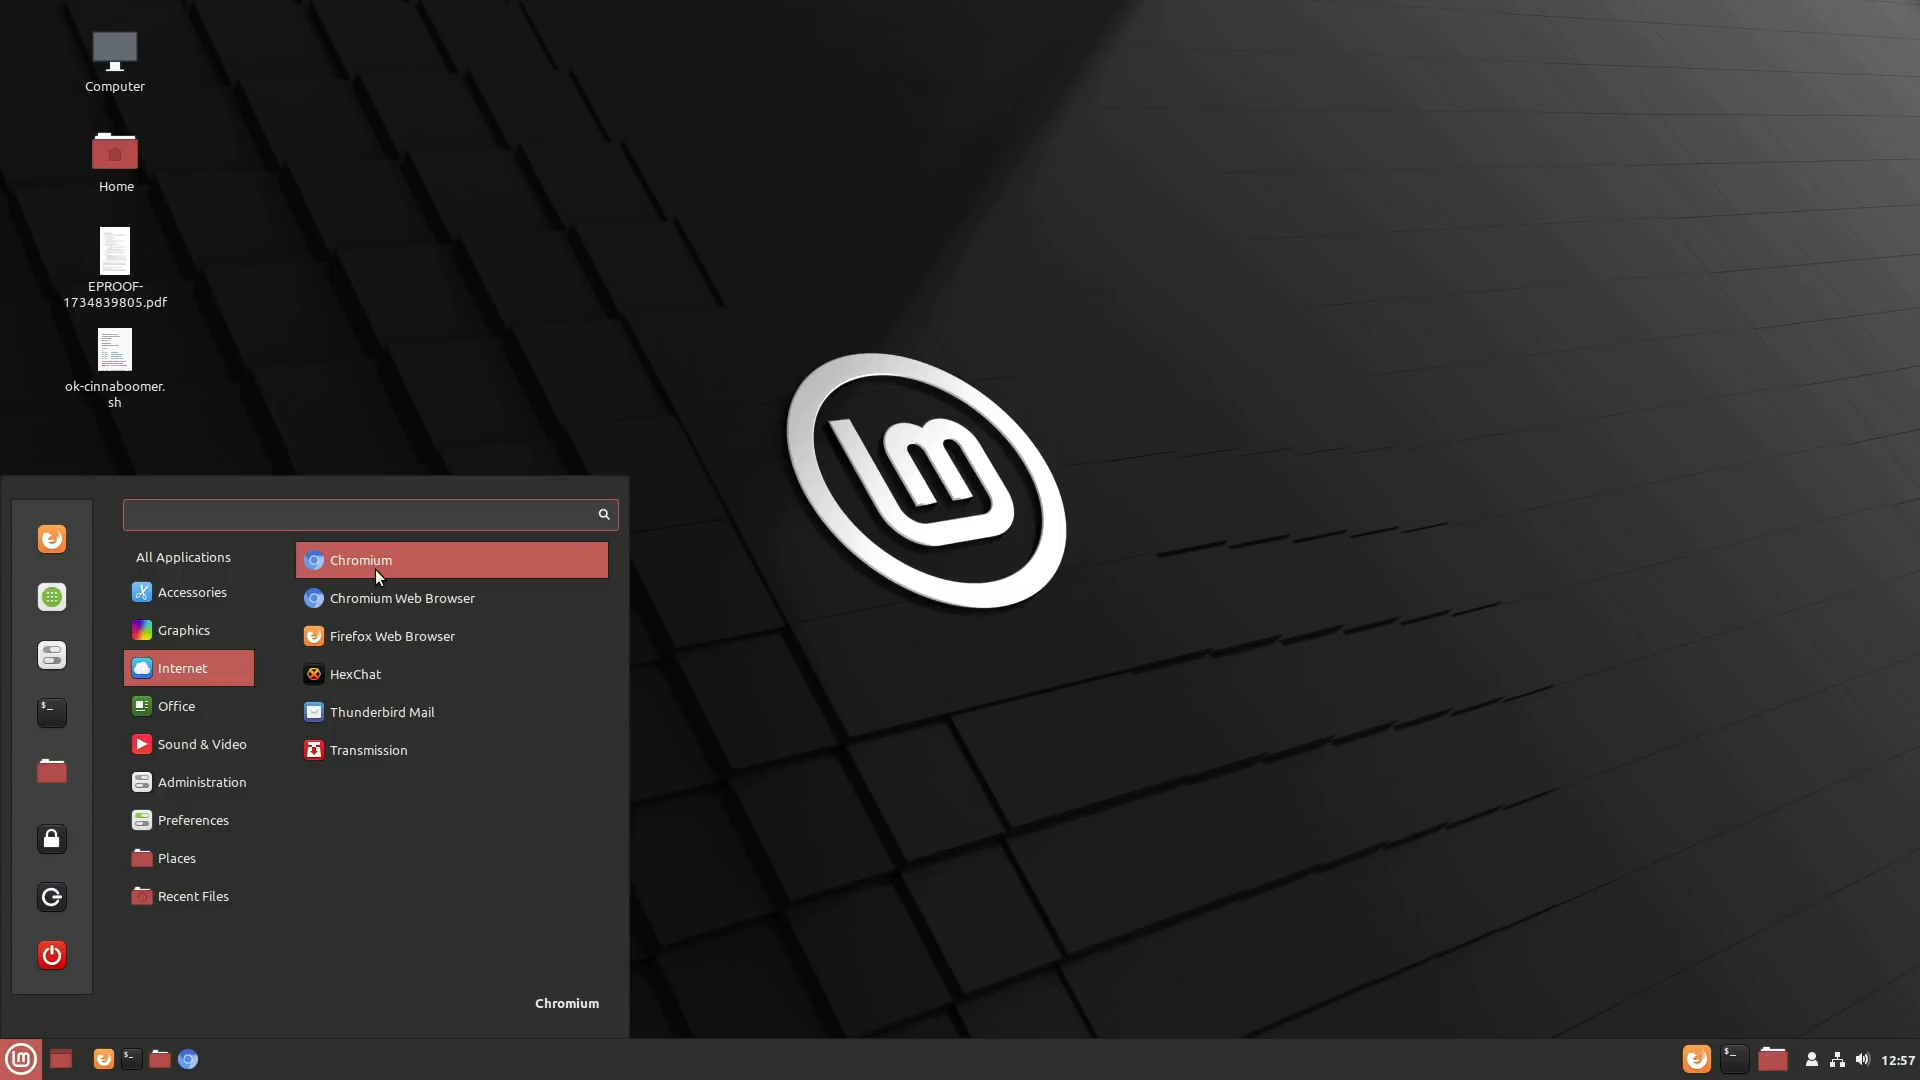 Computer
Home
EPROOF-
1734839805.pdf
ok-cinnaboomer.
sh
All Applications
Accessories
Graphics
Internet
Office
Sound & Video
Administration
Preferences
Places
Recent Files
Chromium
Chromium Web Browser
Firefox Web Browser
HexChat
Thunderbird Mail
Transmission
Chromium
12:57